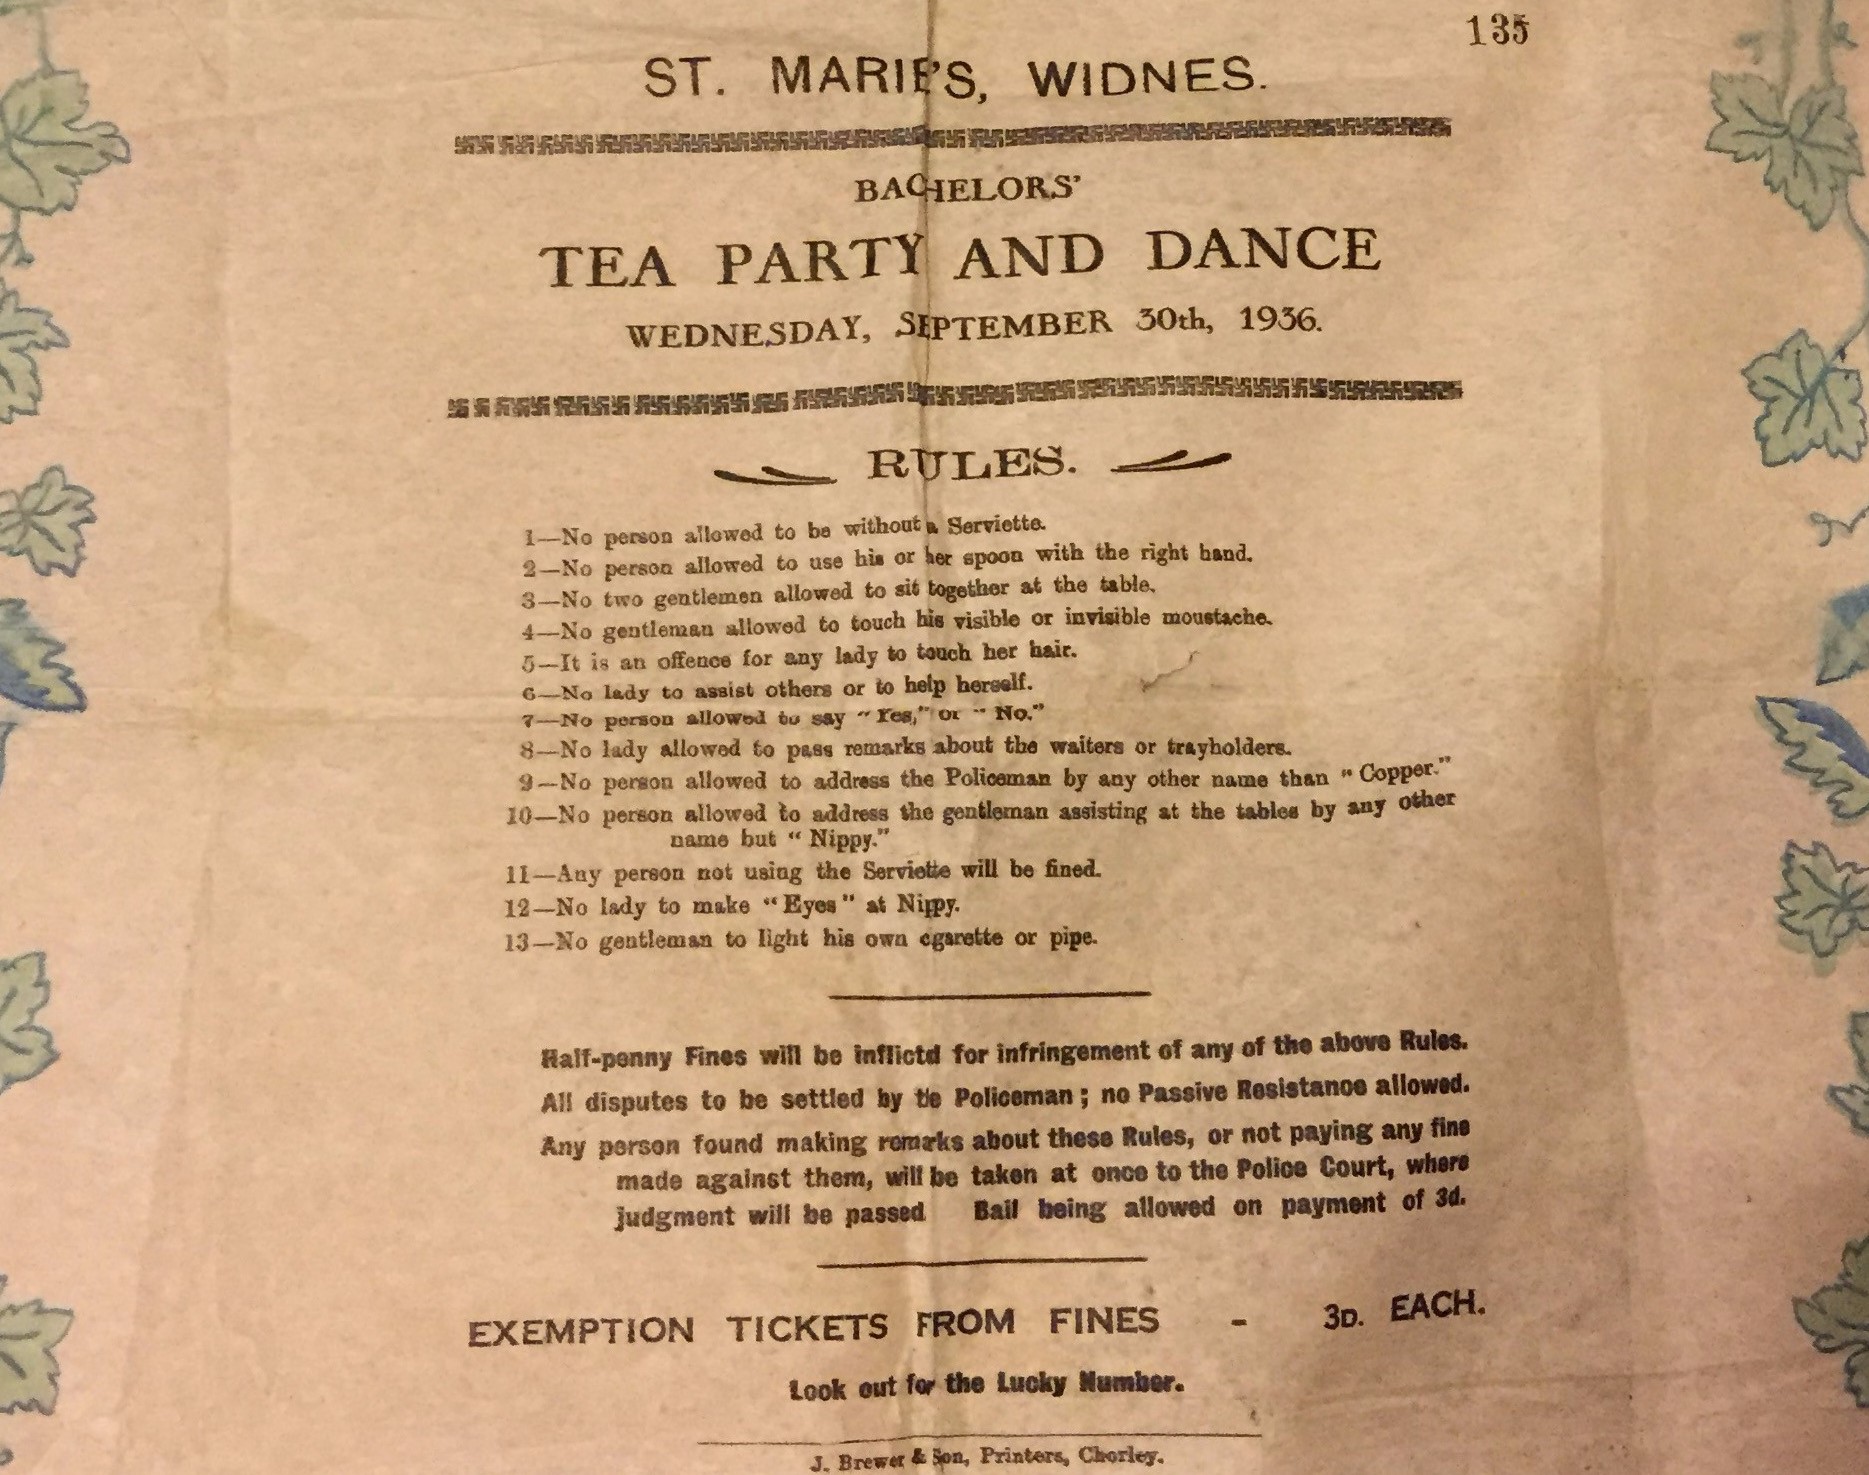 135
ST. MARIE'S, WIDNES.
BACHELORS'
TEA PARTY AND DANCE
WEDNESDAY, SEPTEMBER 30th, 1936.
RULES.
1—No person allowed to be without a Serviette.
2—No person allowed to use his or her spoon with the right hand.
3—No two gentlemen allowed to sit together at the table.
4—No gentleman allowed to touch his visible or invisible moustache.
5—It is an offence for any lady to touch her hair.
6—No lady to assist others or to help herself.
7—No person allowed to say "Yes," or "No."
8—No lady allowed to pass remarks about the waiters or trayholders.
9—No person allowed to address the Policeman by any other name than "Copper."
10—No person allowed to address the gentleman assisting at the tables by any other
name but "Nippy."
11—Any person not using the Serviette will be fined.
12—No lady to make "Eyes" at Nippy.
13—No gentleman to light his own cgarette or pipe.
Half-penny Fines will be inflictd for infringement of any of the above Rules.
All disputes to be settled by the Policeman; no Passive Resistance allowed.
Any person found making remarks about these Rules, or not paying any fine
made against them, will be taken at once to the Police Court, where
judgment will be passed Bail being allowed on payment of 3d.
EXEMPTION TICKETS FROM FINES - 3D. EACH.
Look out for the Lucky Number.
J. Brewer & Son, Printers, Chorley.